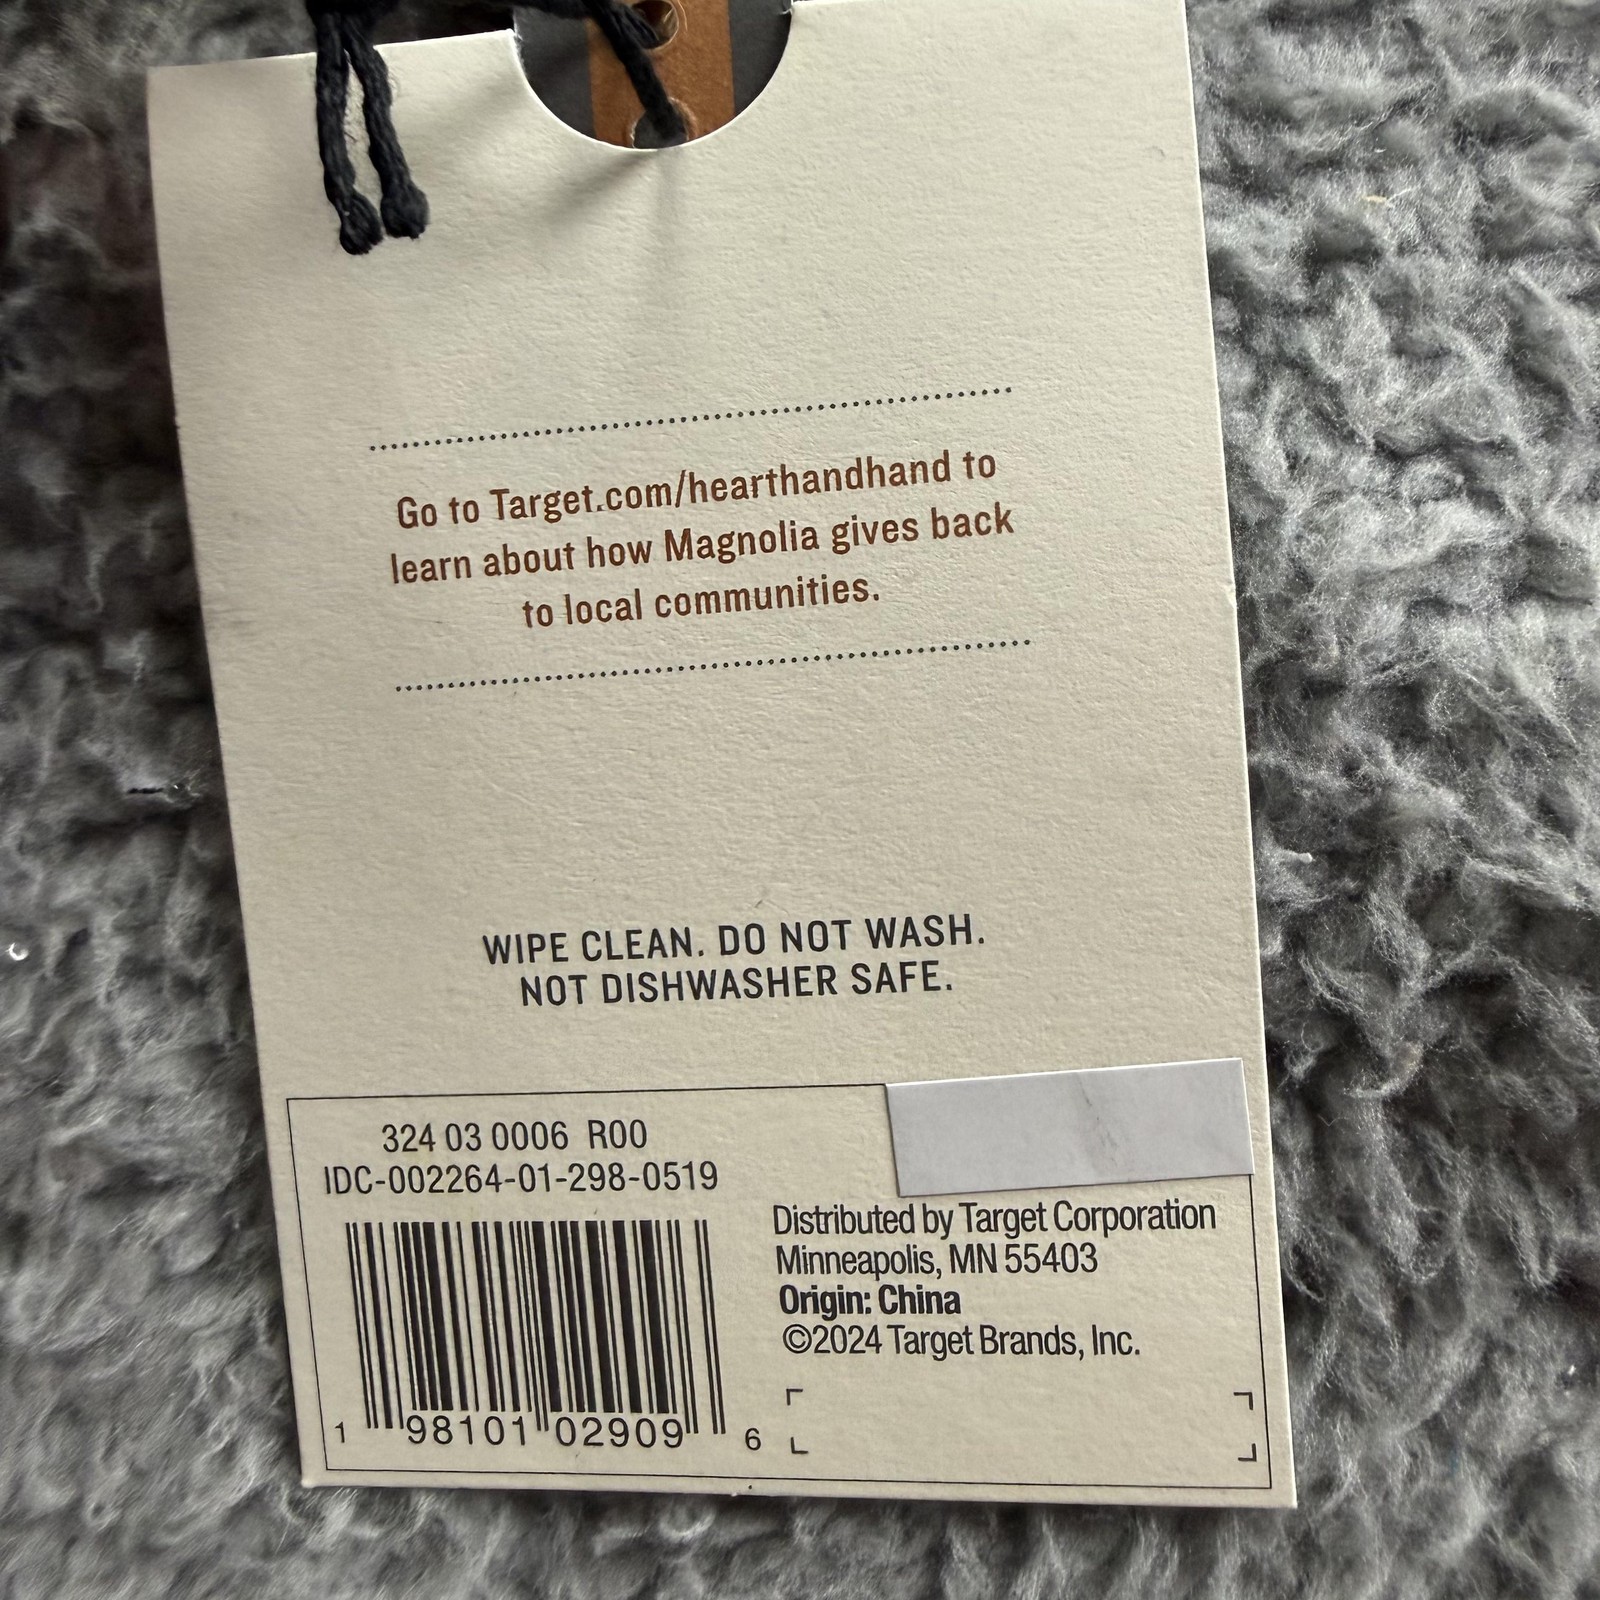 Go to Target.com/hearthandhand to
learn about how Magnolia gives back
to local communities.
WIPE CLEAN. DO NOT WASH.
NOT DISHWASHER SAFE.
324 03 0006 R00
IDC-002264-01-298-0519
1 98101 02909 6
Distributed by Target Corporation
Minneapolis, MN 55403
Origin: China
©2024 Target Brands, Inc.